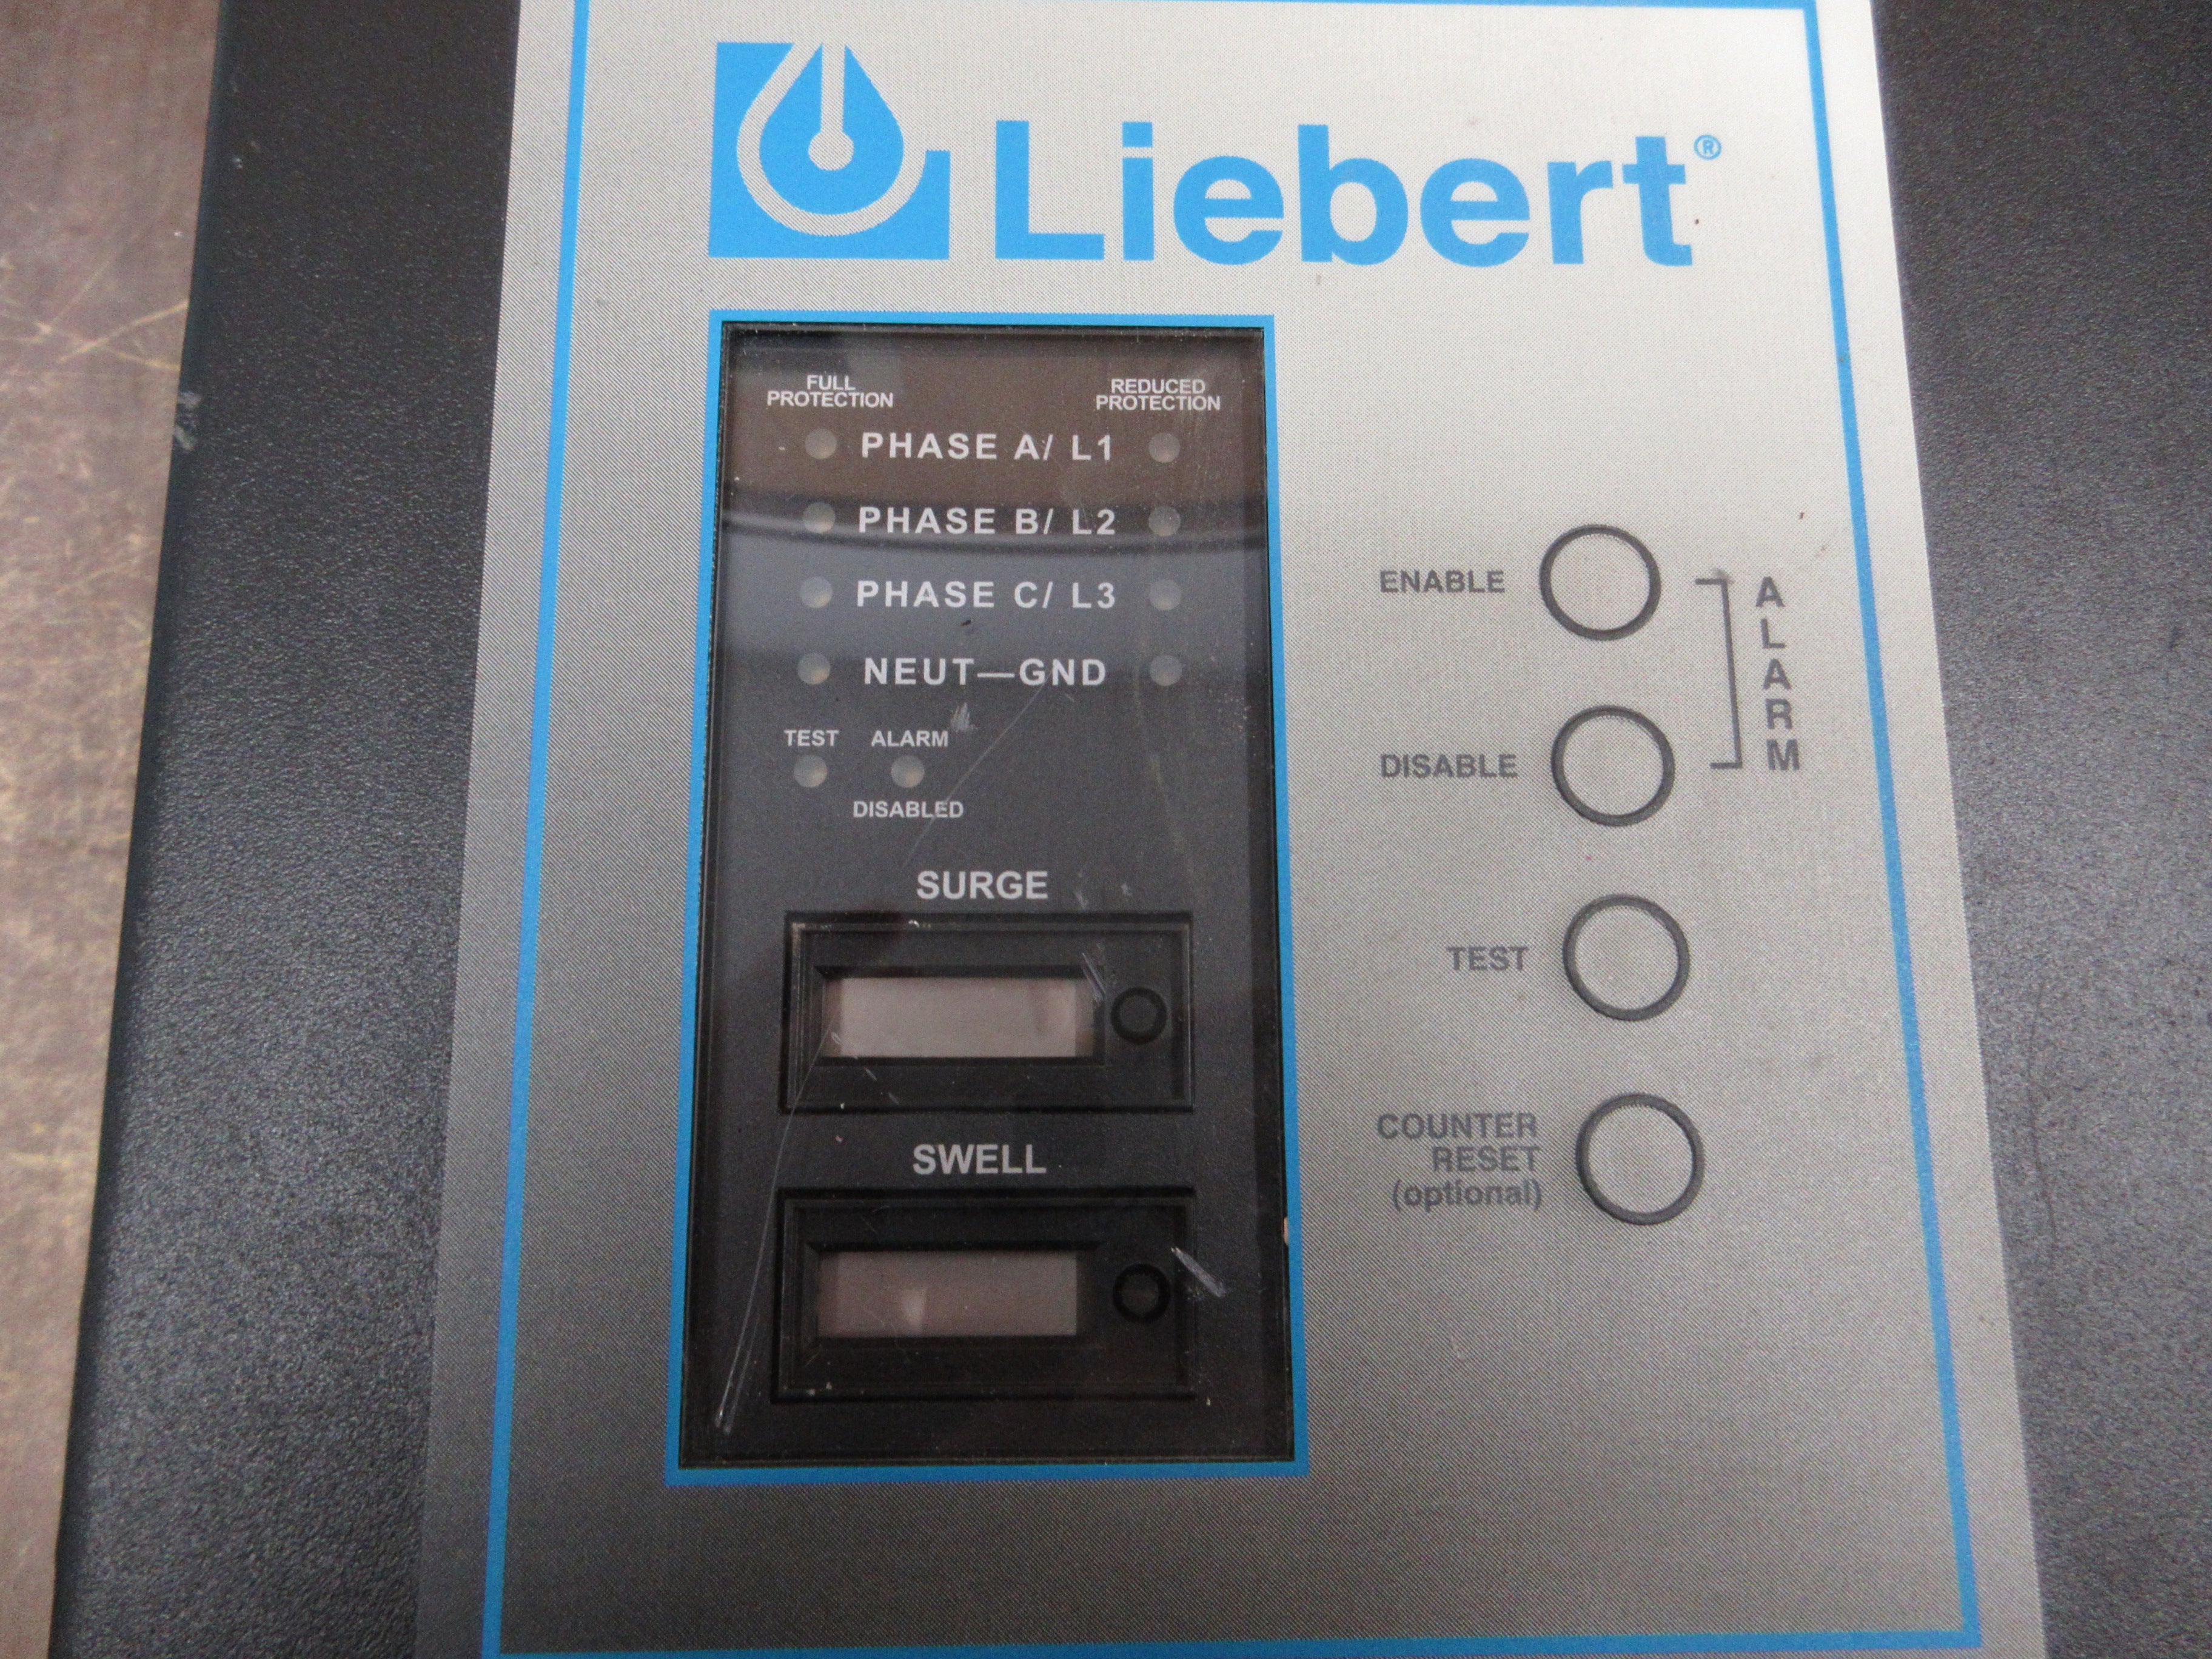 Liebert®
FULL PROTECTION
REDUCED PROTECTION
PHASE A/ L1
PHASE B/ L2
PHASE C/ L3
NEUT—GND
TEST
ALARM
DISABLED
SURGE
SWELL
ENABLE
DISABLE
ALARM
TEST
COUNTER
RESET
(optional)